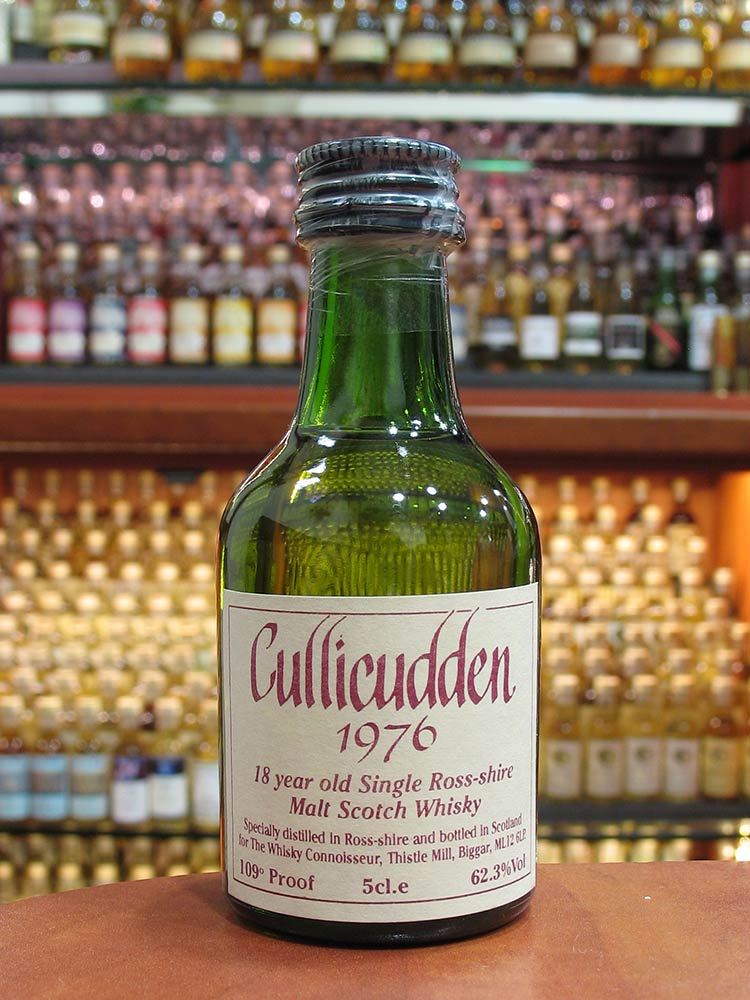 Cullicudden
1976
18 year old Single Ross-shire
Malt Scotch Whisky
Specially distilled in Ross-shire and bottled in Scotland
for The Whisky Connoisseur, Thistle Mill, Biggar, ML12 6LP.
109° Proof 5cl.e 62.3%Vol